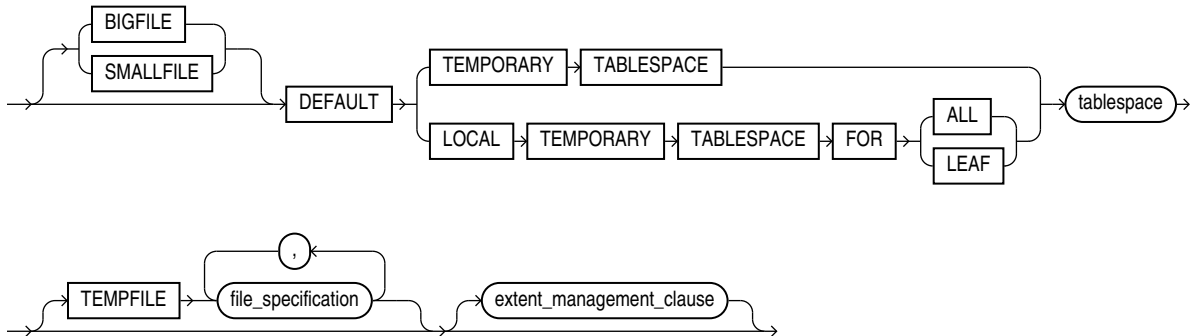 BIGFILE
SMALLFILE
DEFAULT
TEMPORARY TABLESPACE
LOCAL TEMPORARY TABLESPACE FOR
ALL
LEAF
tablespace
,
TEMPFILE file_specification extent_management_clause